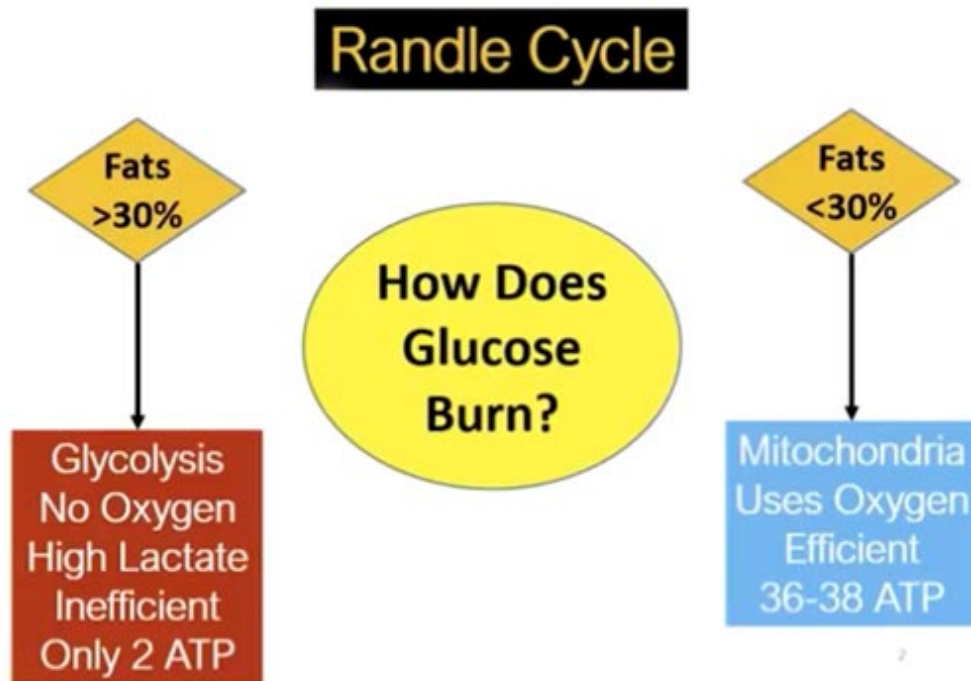 Randle Cycle
Fats
>30%
Fats
<30%
How Does
Glucose
Burn?
Glycolysis
No Oxygen
High Lactate
Inefficient
Only 2 ATP
Mitochondria
Uses Oxygen
Efficient
36-38 ATP
2